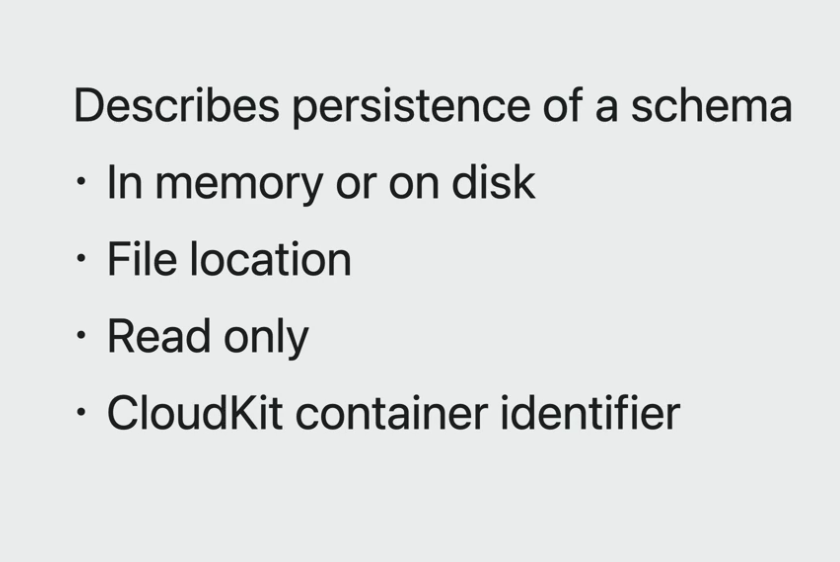 Describes persistence of a schema
• In memory or on disk
• File location
• Read only
• CloudKit container identifier